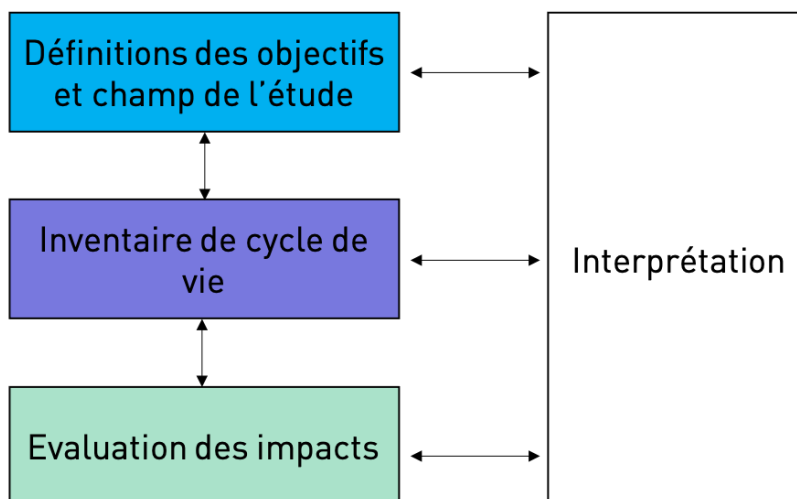 Définitions des objectifs
et champ de l'étude
Inventaire de cycle de
vie
Interprétation
Evaluation des impacts